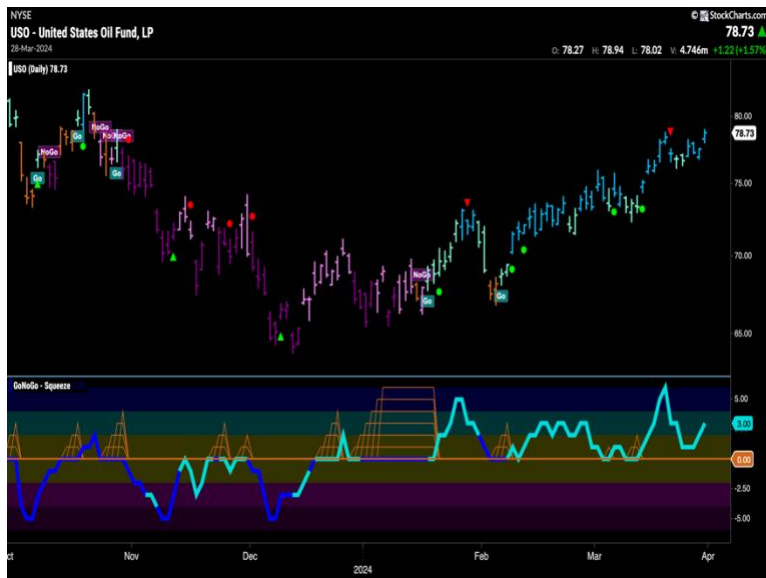 NYSE
© StockCharts.com
USO - United States Oil Fund, LP
78.73
28-Mar-2024
O: 78.27 H: 78.94 L: 78.02 V: 4.746m +1.22 (+1.57%)
USO (Daily) 78.73
80.00
78.73
75.00
70.00
65.00
NoGo
Go
Go
NoGo
NoGo
NoGo
Go
NoGo
Go
Go
GoNoGo - Squeeze
5.00
3.00
0.00
-2.50
-5.00
ct
Nov
Dec
2024
Feb
Mar
Apr